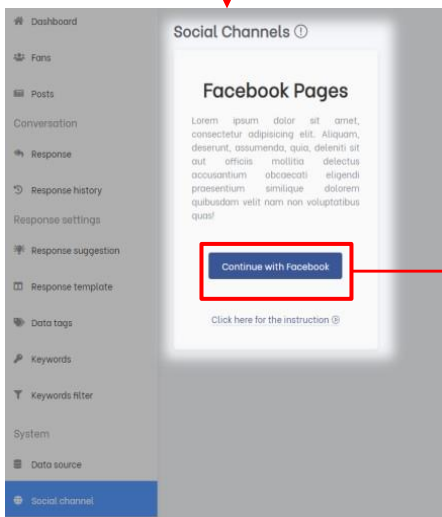 Dashboard
Fans
Posts
Conversation
Response
Response history
Response settings
Response suggestion
Response template
Data tags
Keywords
Keywords filter
System
Data source
Social channel
Social Channels
Facebook Pages
Lorem ipsum dolor sit amet,
consectetur adipisicing elit. Aliquam,
deserunt, assumenda, quia, deleniti sit
aut officiis mollitia delectus
accusantium obcaecati eligendi
praesentium similique dolorem
quibusdam velit nam non voluptatibus
quas!
Continue with Facebook
Click here for the instruction